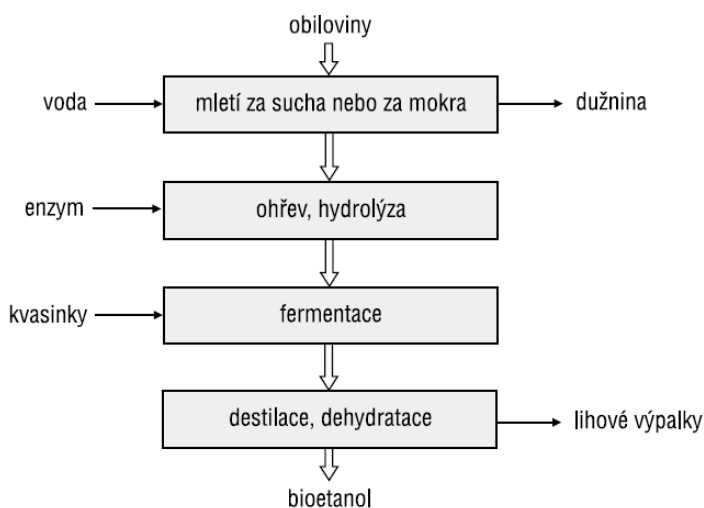 obiloviny
voda
mletí za sucha nebo za mokra
dužnina
enzym
ohřev, hydrolýza
kvasinky
fermentace
destilace, dehydratace
lihové výpalky
bioetanol